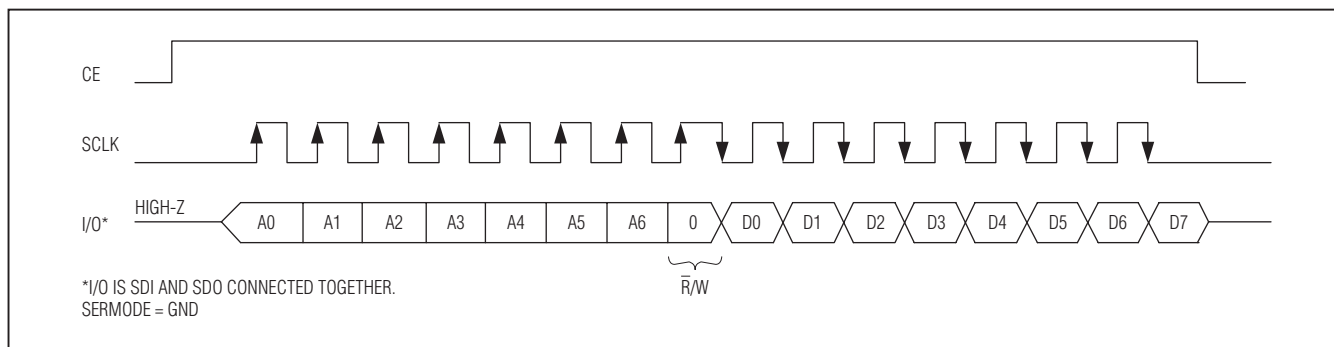 CE
SCLK
I/O*
HIGH-Z
A0 A1 A2 A3 A4 A5 A6 0 D0 D1 D2 D3 D4 D5 D6 D7
R̅/W
*I/O IS SDI AND SDO CONNECTED TOGETHER.
SERMODE = GND